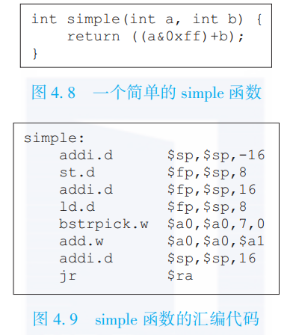 int simple(int a, int b) {
return ((a&0xff)+b);
}
图 4.8 一个简单的 simple 函数
simple:
addi.d $sp,$sp,-16
st.d $fp,$sp,8
addi.d $fp,$sp,16
ld.d $fp,$sp,8
bstrpick.w $a0,$a0,7,0
add.w $a0,$a0,$a1
addi.d $sp,$sp,16
jr $ra
图 4.9 simple 函数的汇编代码